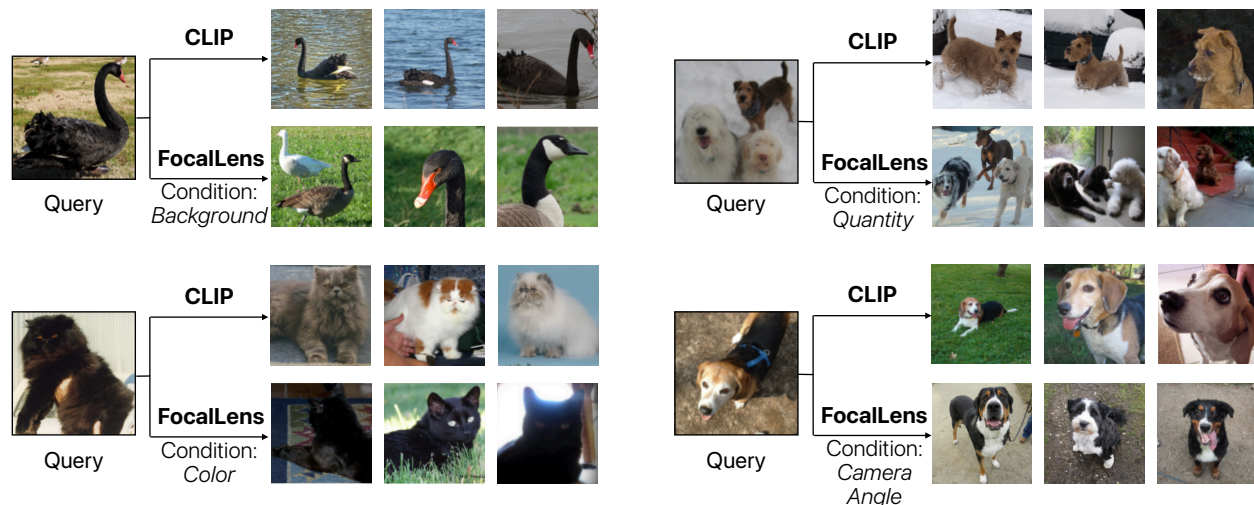 CLIP
FocalLens
Condition:
Background
Query
CLIP
FocalLens
Condition:
Quantity
Query
CLIP
FocalLens
Condition:
Color
Query
CLIP
FocalLens
Condition:
Camera
Angle
Query